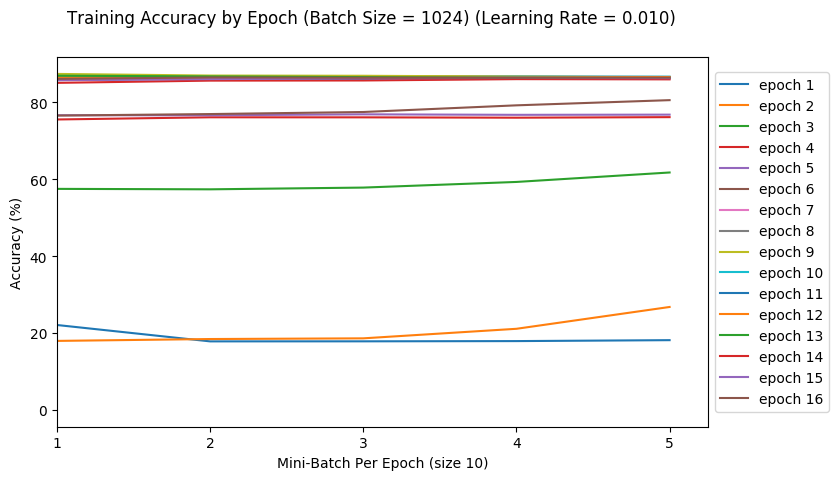 Training Accuracy by Epoch (Batch Size = 1024) (Learning Rate = 0.010)
Accuracy (%)
80
60
40
20
0
1
2
3
4
5
Mini-Batch Per Epoch (size 10)
epoch 1
epoch 2
epoch 3
epoch 4
epoch 5
epoch 6
epoch 7
epoch 8
epoch 9
epoch 10
epoch 11
epoch 12
epoch 13
epoch 14
epoch 15
epoch 16